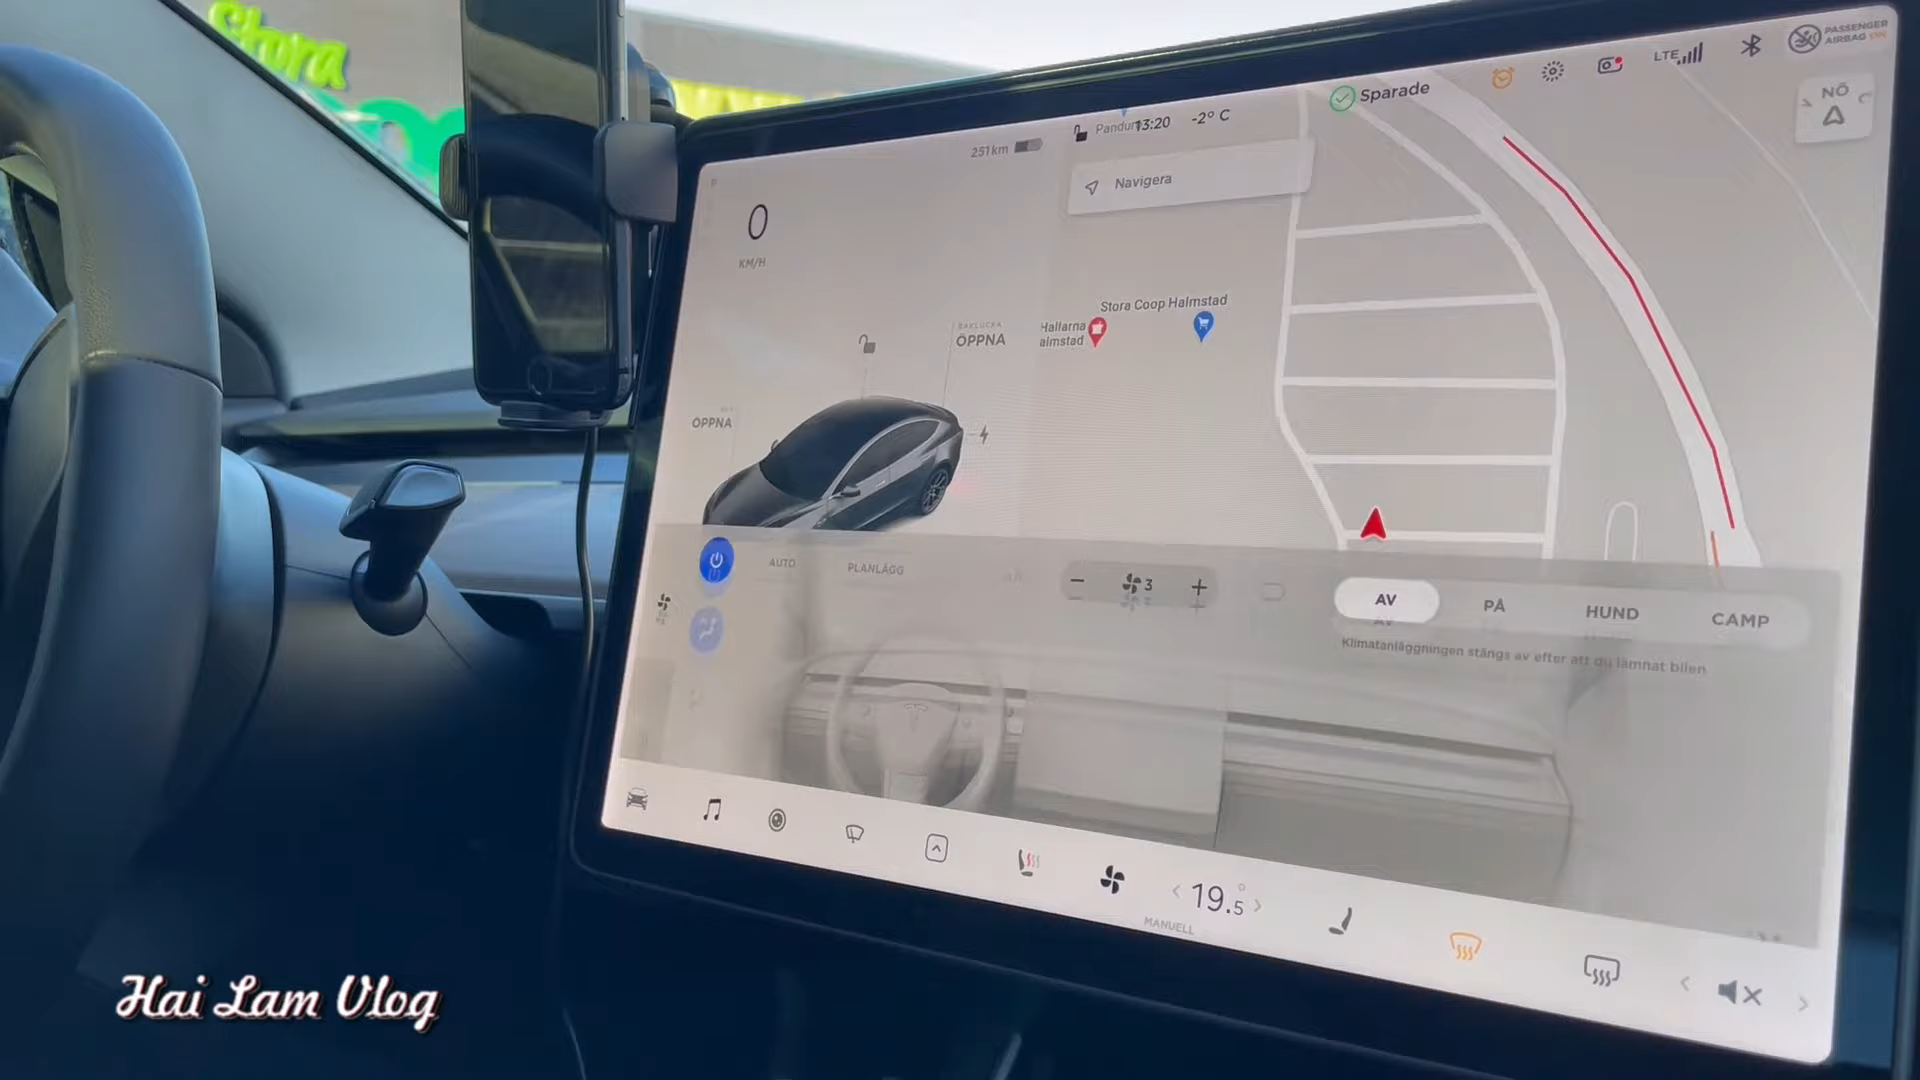 Stora
PASSENGER
AIRBAG ON
LTE
Sparade
NÖ
13:20
-2° C
251 km
P
Navigera
0
KM/H
Stora Coop Halmstad
Hallarna
almstad
BAKLUCKA
ÖPPNA
ÖPPNA
AUTO
PLANLÄGG
3
AV
PÅ
HUND
CAMP
Klimatanläggningen stängs av efter att du lämnat bilen
19.5°
MANUELL
Hai Lam Vlog